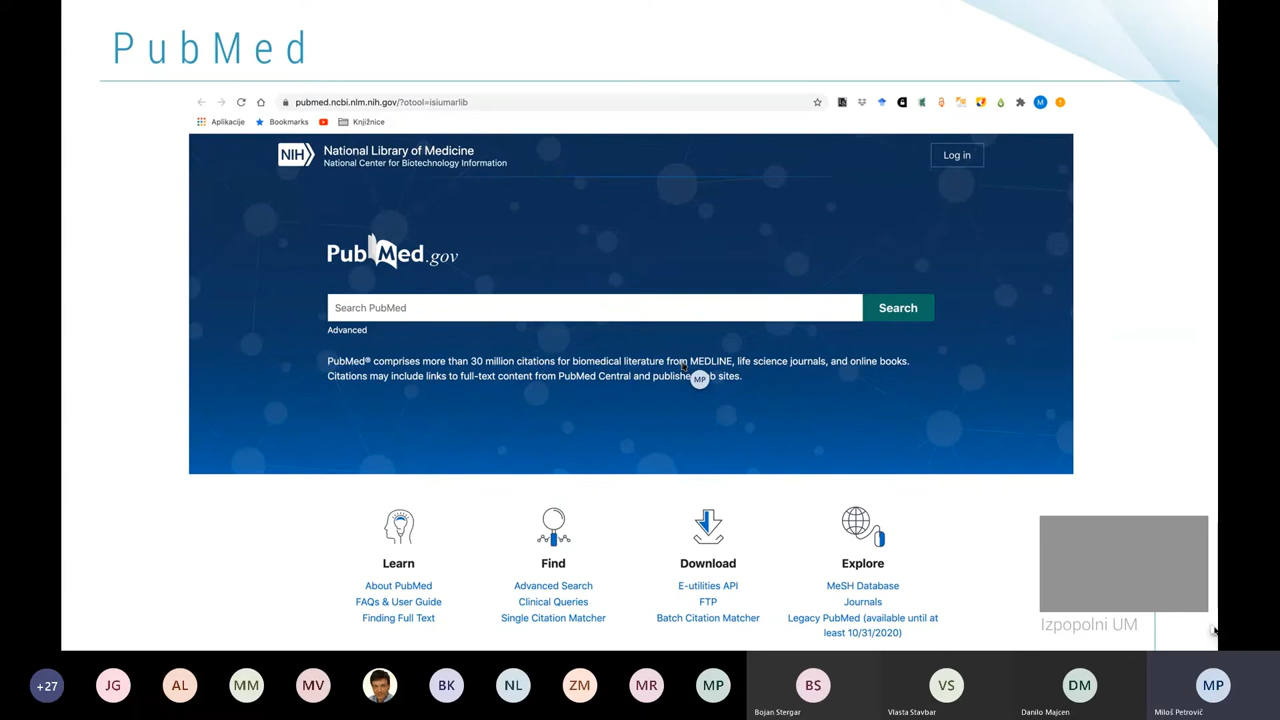 PubMed
pubmed.ncbi.nlm.nih.gov/?otool=isiumarlib
M
Aplikacije
Bookmarks
Knjižnice
NIH
National Library of Medicine
National Center for Biotechnology Information
Log in
PubMed.gov
Search PubMed
Search
Advanced
PubMed® comprises more than 30 million citations for biomedical literature from MEDLINE, life science journals, and online books.
Citations may include links to full-text content from PubMed Central and publishe b sites.
MP
Learn
Find
Download
Explore
About PubMed
Advanced Search
E-utilities API
MeSH Database
FAQs & User Guide
Clinical Queries
FTP
Journals
Finding Full Text
Single Citation Matcher
Batch Citation Matcher
Legacy PubMed (available until at
least 10/31/2020)
Izpopolni UM
+27
JG
AL
MM
MV
BK
NL
ZM
MR
MP
BS
VS
DM
MP
Bojan Stergar
Vlasta Stavbar
Danilo Majcen
Miloš Petrovič